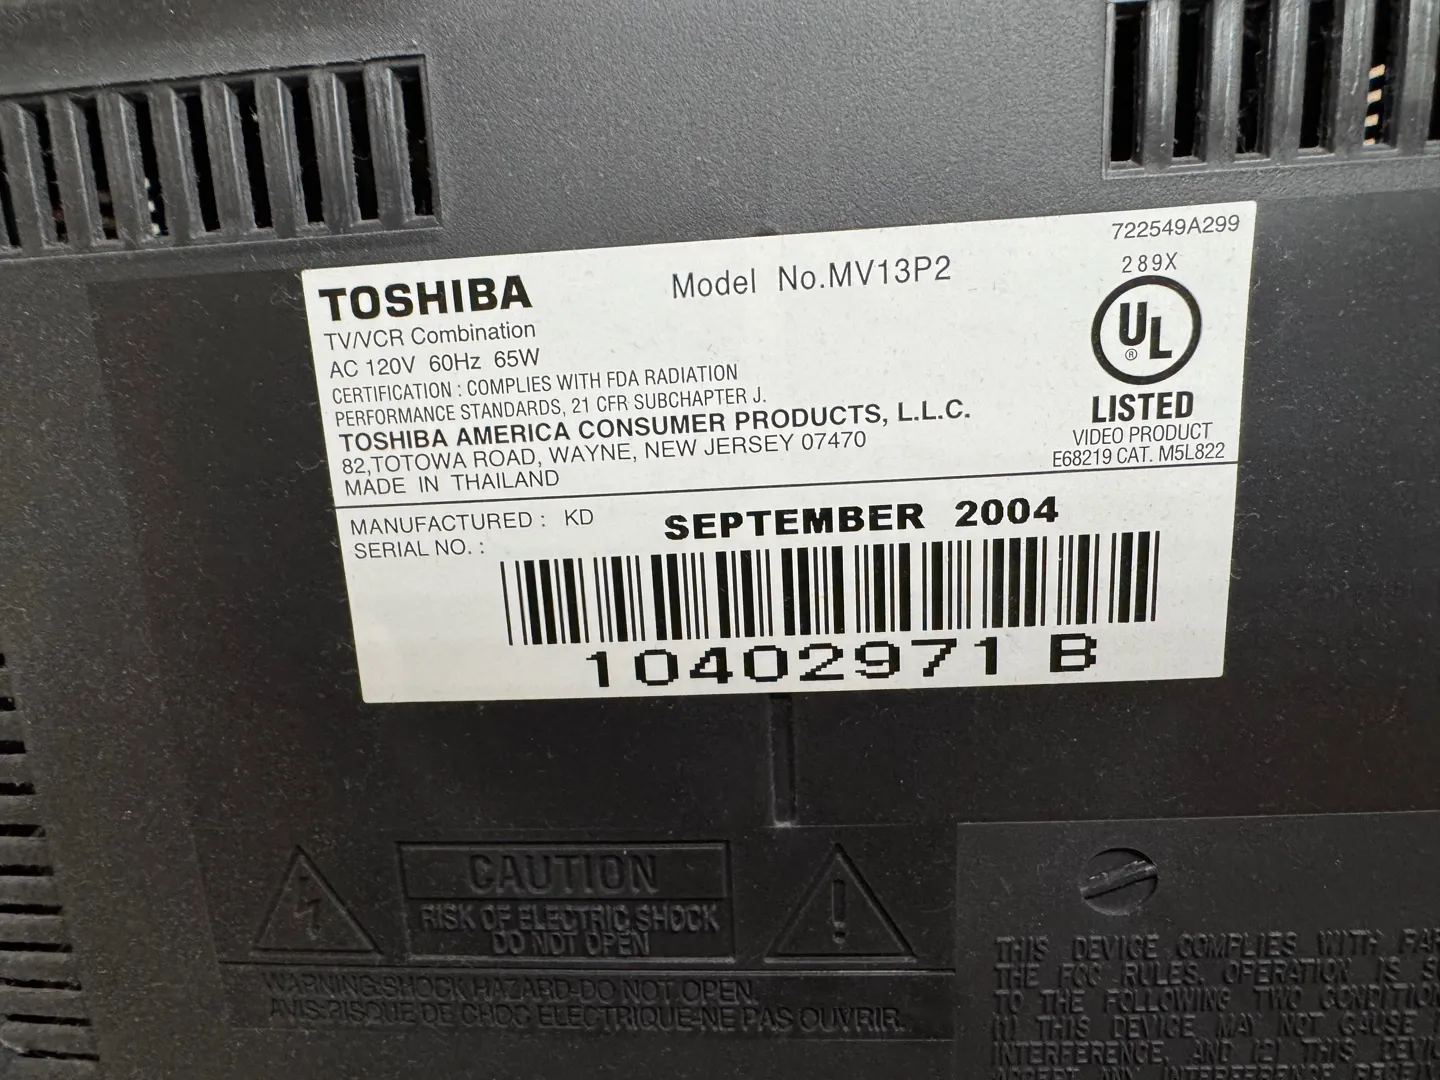 722549A299
TOSHIBA
Model No.MV13P2
289X
TV/VCR Combination
AC 120V 60Hz 65W
CERTIFICATION : COMPLIES WITH FDA RADIATION
PERFORMANCE STANDARDS, 21 CFR SUBCHAPTER J.
TOSHIBA AMERICA CONSUMER PRODUCTS, L.L.C.
82,TOTOWA ROAD, WAYNE, NEW JERSEY 07470
MADE IN THAILAND
UL
®
LISTED
VIDEO PRODUCT
E68219 CAT. M5L822
MANUFACTURED : KD SEPTEMBER 2004
SERIAL NO. :
10402971 B
CAUTION
RISK OF ELECTRIC SHOCK
DO NOT OPEN
WARNING:SHOCK HAZARD-DO NOT OPEN.
AVIS:RISQUE DE CHOC ELECTRIQUE-NE PAS OUVRIR.
THIS DEVICE COMPLIES WITH
THE FCC RULES. OPERATION IS
TO THE FOLLOWING TWO
(1) THIS DEVICE MAY NOT CAUSE
INTERFERENCE, AND (2) THIS
ACCEPT ANY INTERFERENCE